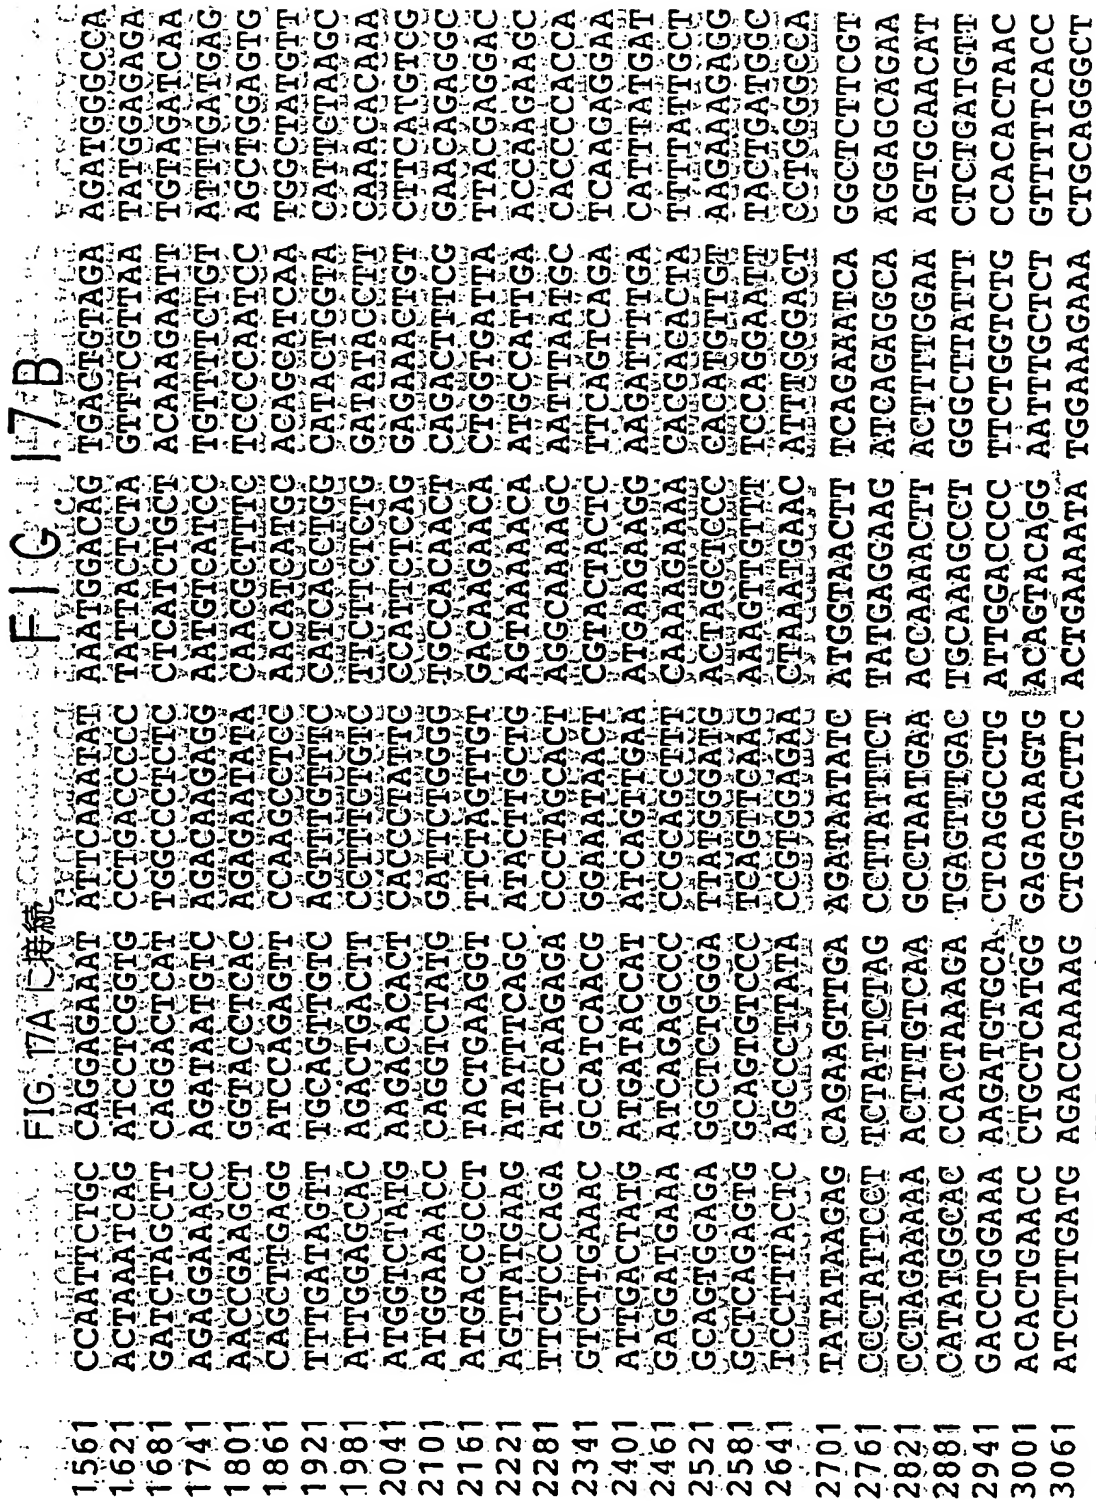 FIG. 17B
FIG. 17Aに接続
1561 CCAATTCTGC CAGGAGAAAT ATTCAAATAT AAATGGACAG TGACTGTAGA AGATGGGCCA
1621 ACTAAATCAG ATCCTCGGTG CCTGACCCGC TATTACTCTA GTTTCGTTAA TATGGAGAGA
1681 GATCTAGCTT CAGGACTCAT TGGCCCTCTC CTCATCTGCT ACAAAGAATT TGTAGATCAA
1741 AGAGGAAACC AGATAATGTC AGACAAGAGG AATGTCATCC TGTTTTCTGT ATTTGATGAG
1801 AACCGAAGCT GGTACCTCAC AGAGAATATA CAACGCTTTC TCCCCAATCC AGCTGGAGTG
1861 CAGCTTGAGG ATCCAGAGTT CCAAGCCTCC AACATCATGC ACAGCATCAA TGGCTATGTT
1921 TTTGATAGTT TGCAGTTGTC AGTTTGTTTC CATCACCTGG CATACTGGTA CATTCTAAGC
1981 ATTGGAGCAC AGACTGACTT CCTTTCTGTC TTCTTCTCTG GATATACCTT CAAACACAAA
2041 ATGGTCTATG AAGACACACT CACCCTATTC CCATTCTCAG GAGAAACTGT CTTCATGTCG
2101 ATGGAAAACC CAGGTCTATG GATTCTGGGG TGCCACAACT CAGACTTTCG GAACAGAGGC
2161 ATGACCGCCT TACTGAAGGT TTCTAGTTGT GACAAGAACA CTGGTGATTA TTACGAGGAC
2221 AGTTATGAAG ATATTTCAGC ATACTTGCTG AGTAAAAACA ATGCCATTGA ACCAAGAAGC
2281 TTCTCCCAGA ATTCAAGAGA CCCTAGCACT AGGCAAAAGC AATTTAATGC CACCCCACCA
2341 GTCTTGAAAC GCCATCAACG GGAAATAACT CGTACTACTC TTCAGTCAGA TCAAGAGGAA
2401 ATTGACTATG ATGATACCAT ATCAGTTGAA ATGAAGAAGG AAGATTTTGA CATTTATGAT
2461 GAGGATGAAA ATCAGAGCCC CCGCAGCTTT CAAAAGAAAA CACGACACTA TTTTATTGCT
2521 GCAGTGGAGA GGCTCTGGGA TTATGGGATG ACTAGCTCCC CACATGTTGT AAGAAAGAGG
2581 GCTCAGAGTG GCAGTGTCCC TCAGTTCAAG AAAGTTGTTT TCCAGGAATT TACTGATGGC
2641 TCCTTTACTC AGCCCTTATA CCGTGGAGAA CTAAATGAAC ATTTGGGACT CCTGGGGCCA
2701 TATATAAGAG CAGAAGTTGA AGATAATATC ATGGTAACTT TCAGAAATCA GGCTCTTCGT
2761 CCCTATTCCT TCTATTCTAG CCTTATTTCT TATGAGGAAG ATCAGAGGCA AGGAGCAGAA
2821 CCTAGAAAAA ACTTTGTCAA GCCTAATGAA ACCAAAACTT ACTTTTGGAA AGTGCAACAT
2881 CATATGGCAC CCACTAAAGA TGAGTTTGAC TGCAAAGCCT GGGCTTATTT CTCTGATGTT
2941 GACCTGGAAA AAGATGTGCA CTCAGGCCTG ATTGGACCCC TTCTGGTCTG CCACACTAAC
3001 ACACTGAACC CTGCTCATGG GAGACAAGTG ACAGTACAGG AATTTGCTCT GTTTTTCACC
3061 ATCTTTGATG AGACCAAAAG CTGGTACTTC ACTGAAAATA TGGAAAGAAA CTGCAGGGCT